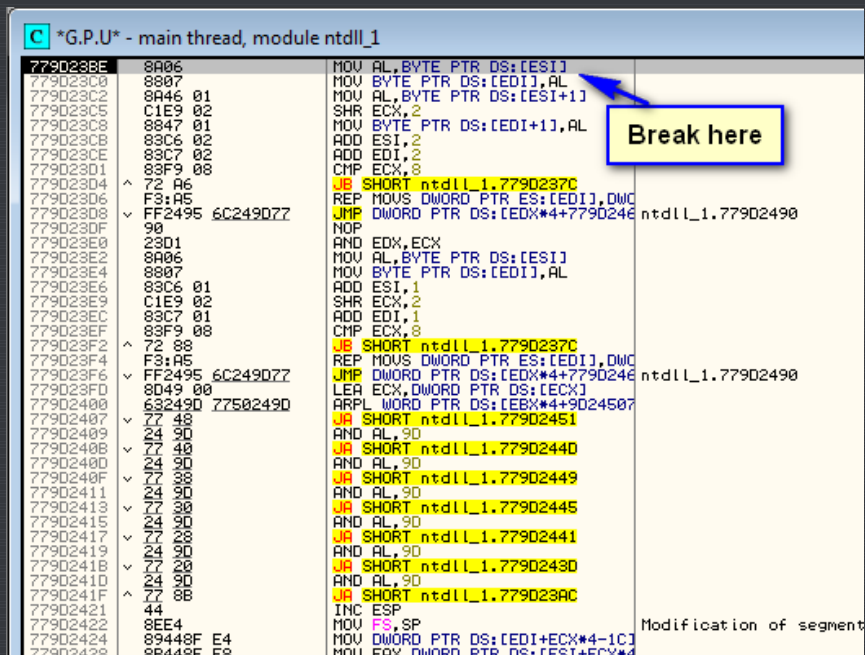 C *G.P.U* - main thread, module ntdll_1
779D23BE 8A06 MOV AL,BYTE PTR DS:[ESI]
779D23C0 8807 MOV BYTE PTR DS:[EDI],AL
779D23C2 8A46 01 MOV AL,BYTE PTR DS:[ESI+1]
779D23C5 C1E9 02 SHR ECX,2
779D23C8 8847 01 MOV BYTE PTR DS:[EDI+1],AL
Break here
779D23CB 83C6 02 ADD ESI,2
779D23CE 83C7 02 ADD EDI,2
779D23D1 83F9 08 CMP ECX,8
779D23D4 ^ 72 A6 JB SHORT ntdll_1.779D237C
779D23D6 F3:A5 REP MOVS DWORD PTR ES:[EDI],DWO
779D23D8 v FF2495 6C249D77 JMP DWORD PTR DS:[EDX*4+779D246 ntdll_1.779D2490
779D23DF 90 NOP
779D23E0 23D1 AND EDX,ECX
779D23E2 8A06 MOV AL,BYTE PTR DS:[ESI]
779D23E4 8807 MOV BYTE PTR DS:[EDI],AL
779D23E6 83C6 01 ADD ESI,1
779D23E9 C1E9 02 SHR ECX,2
779D23EC 83C7 01 ADD EDI,1
779D23EF 83F9 08 CMP ECX,8
779D23F2 ^ 72 88 JB SHORT ntdll_1.779D237C
779D23F4 F3:A5 REP MOVS DWORD PTR ES:[EDI],DWO
779D23F6 v FF2495 6C249D77 JMP DWORD PTR DS:[EDX*4+779D246 ntdll_1.779D2490
779D23FD 8D49 00 LEA ECX,DWORD PTR DS:[ECX]
779D2400 63249D 7750249D ARPL WORD PTR DS:[EBX*4+9D24507
779D2407 v 77 48 JA SHORT ntdll_1.779D2451
779D2409 24 9D AND AL,9D
779D240B v 77 40 JA SHORT ntdll_1.779D244D
779D240D 24 9D AND AL,9D
779D240F v 77 38 JA SHORT ntdll_1.779D2449
779D2411 24 9D AND AL,9D
779D2413 v 77 30 JA SHORT ntdll_1.779D2445
779D2415 24 9D AND AL,9D
779D2417 v 77 28 JA SHORT ntdll_1.779D2441
779D2419 24 9D AND AL,9D
779D241B v 77 20 JA SHORT ntdll_1.779D243D
779D241D 24 9D AND AL,9D
779D241F ^ 77 8B JA SHORT ntdll_1.779D23AC
779D2421 44 INC ESP
779D2422 8EE4 MOV FS,SP Modification of segment
779D2424 89448F E4 MOV DWORD PTR DS:[EDI+ECX*4-1C]
779D2428 8B448E E8 MOV EAX,DWORD PTR DS:[ESI+ECX*4